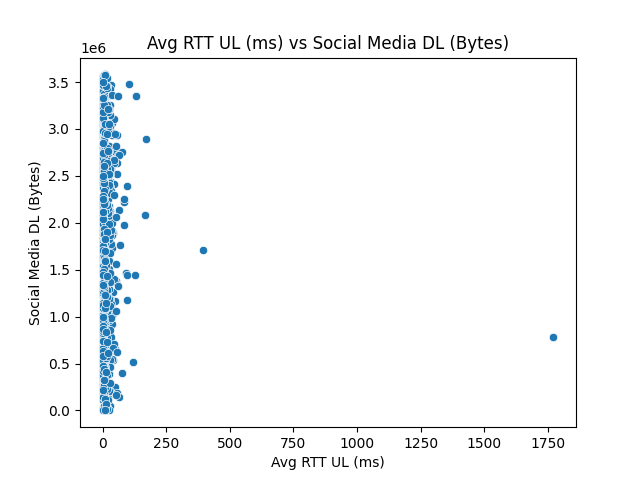 Avg RTT UL (ms) vs Social Media DL (Bytes)
1e6
3.5
3.0
2.5
2.0
1.5
1.0
0.5
0.0
Social Media DL (Bytes)
0 250 500 750 1000 1250 1500 1750
Avg RTT UL (ms)